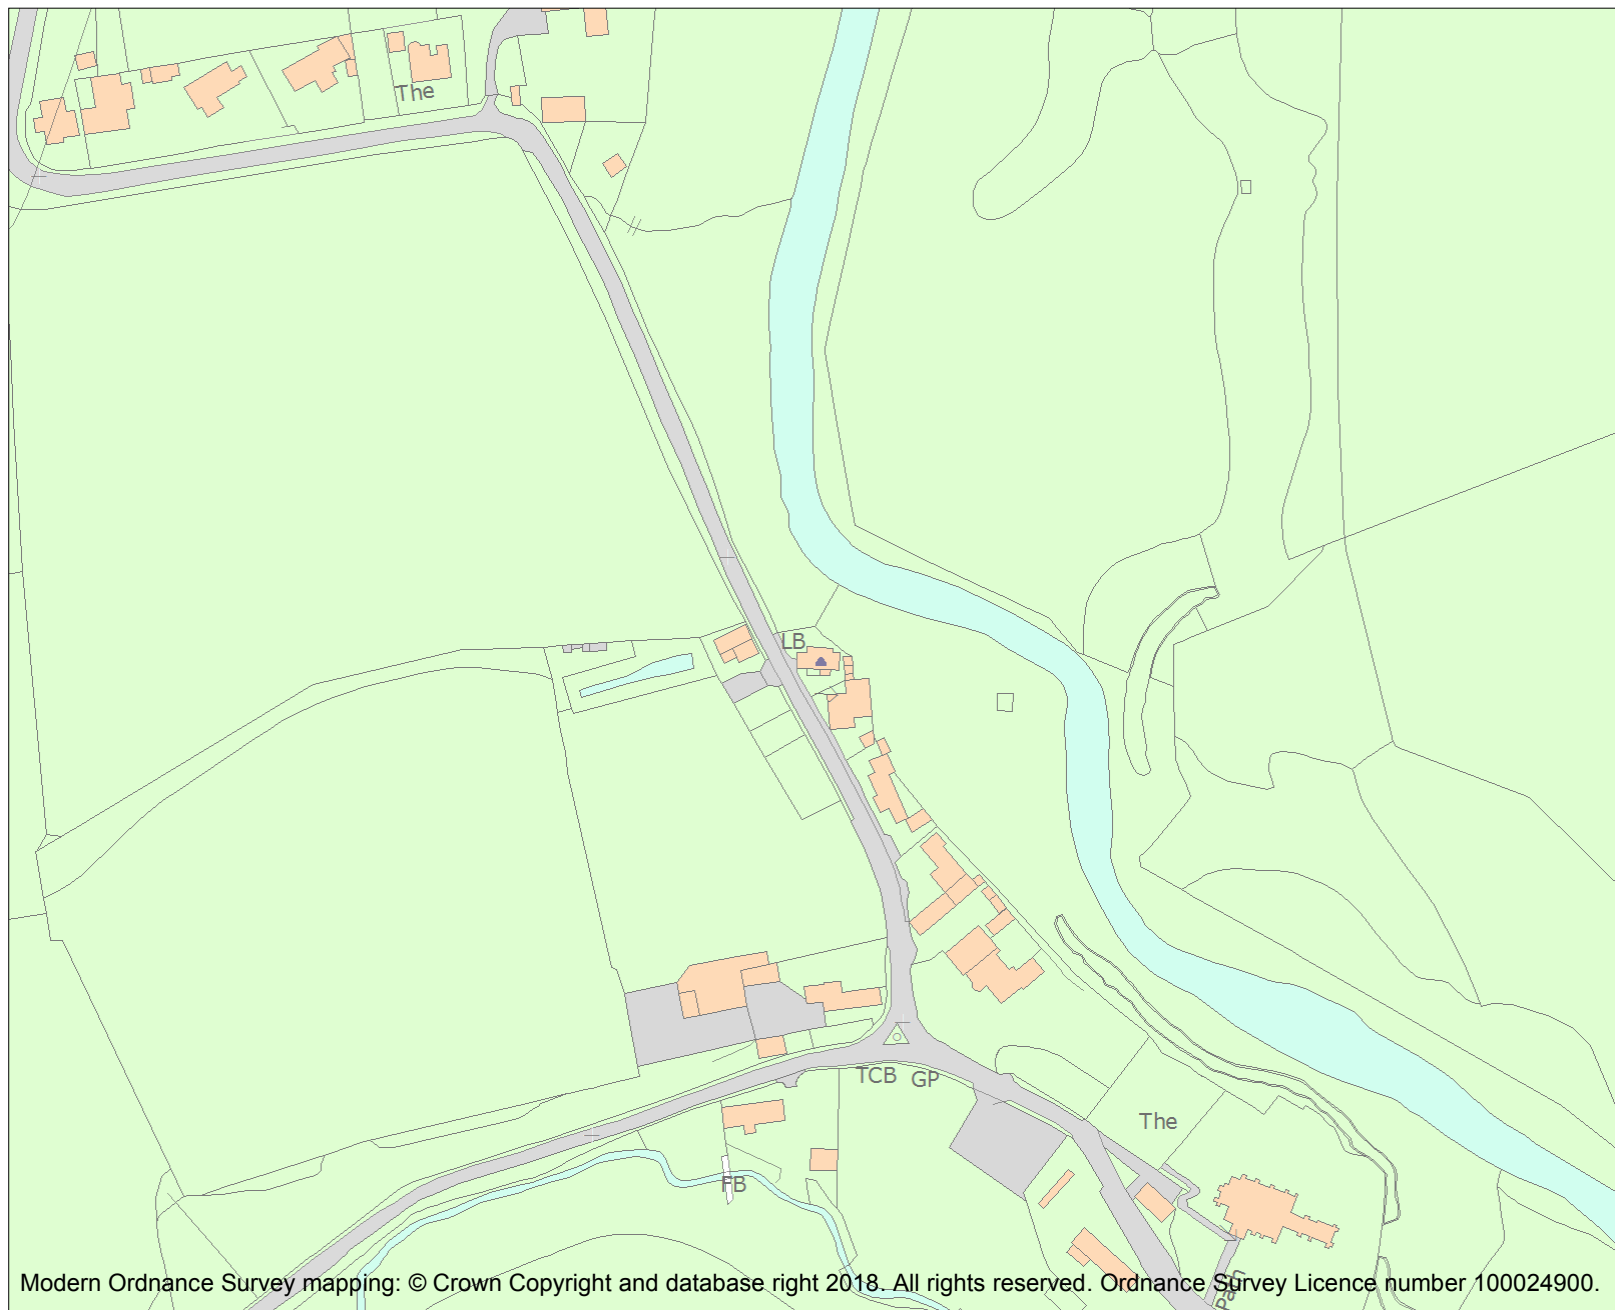 The
LB
TCB GP
The
FB
Path
Modern Ordnance Survey mapping: © Crown Copyright and database right 2018. All rights reserved. Ordnance Survey Licence number 100024900.